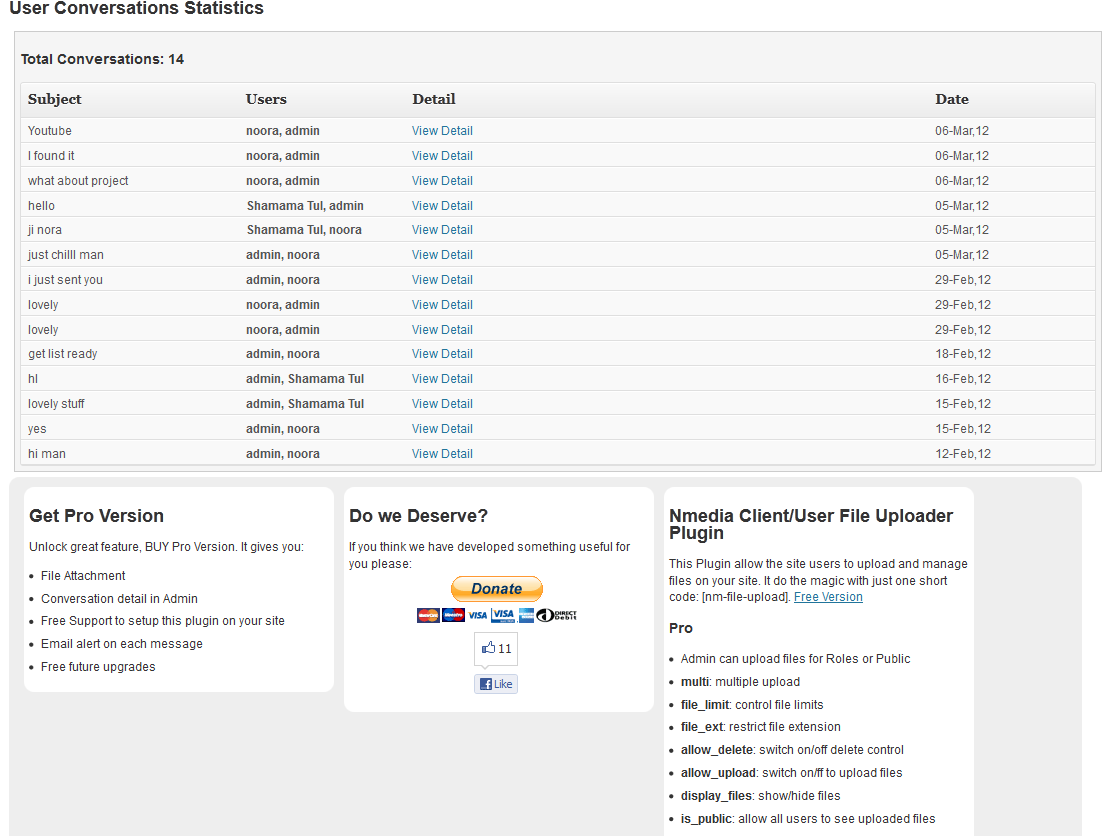 User Conversations Statistics
Total Conversations: 14
Subject Users Detail Date
Youtube noora, admin View Detail 06-Mar,12
I found it noora, admin View Detail 06-Mar,12
what about project noora, admin View Detail 06-Mar,12
hello Shamama Tul, admin View Detail 05-Mar,12
ji nora Shamama Tul, noora View Detail 05-Mar,12
just chilll man admin, noora View Detail 05-Mar,12
i just sent you admin, noora View Detail 29-Feb,12
lovely noora, admin View Detail 29-Feb,12
lovely noora, admin View Detail 29-Feb,12
get list ready admin, noora View Detail 18-Feb,12
hI admin, Shamama Tul View Detail 16-Feb,12
lovely stuff admin, Shamama Tul View Detail 15-Feb,12
yes admin, noora View Detail 15-Feb,12
hi man admin, noora View Detail 12-Feb,12
Get Pro Version
Unlock great feature, BUY Pro Version. It gives you:
• File Attachment
• Conversation detail in Admin
• Free Support to setup this plugin on your site
• Email alert on each message
• Free future upgrades
Do we Deserve?
If you think we have developed something useful for
you please:
Donate
MasterCard Maestro VISA VISA DIRECT Debit
11
Like
Nmedia Client/User File Uploader
Plugin
This Plugin allow the site users to upload and manage
files on your site. It do the magic with just one short
code: [nm-file-upload]. Free Version
Pro
• Admin can upload files for Roles or Public
• multi: multiple upload
• file_limit: control file limits
• file_ext: restrict file extension
• allow_delete: switch on/off delete control
• allow_upload: switch on/ff to upload files
• display_files: show/hide files
• is_public: allow all users to see uploaded files